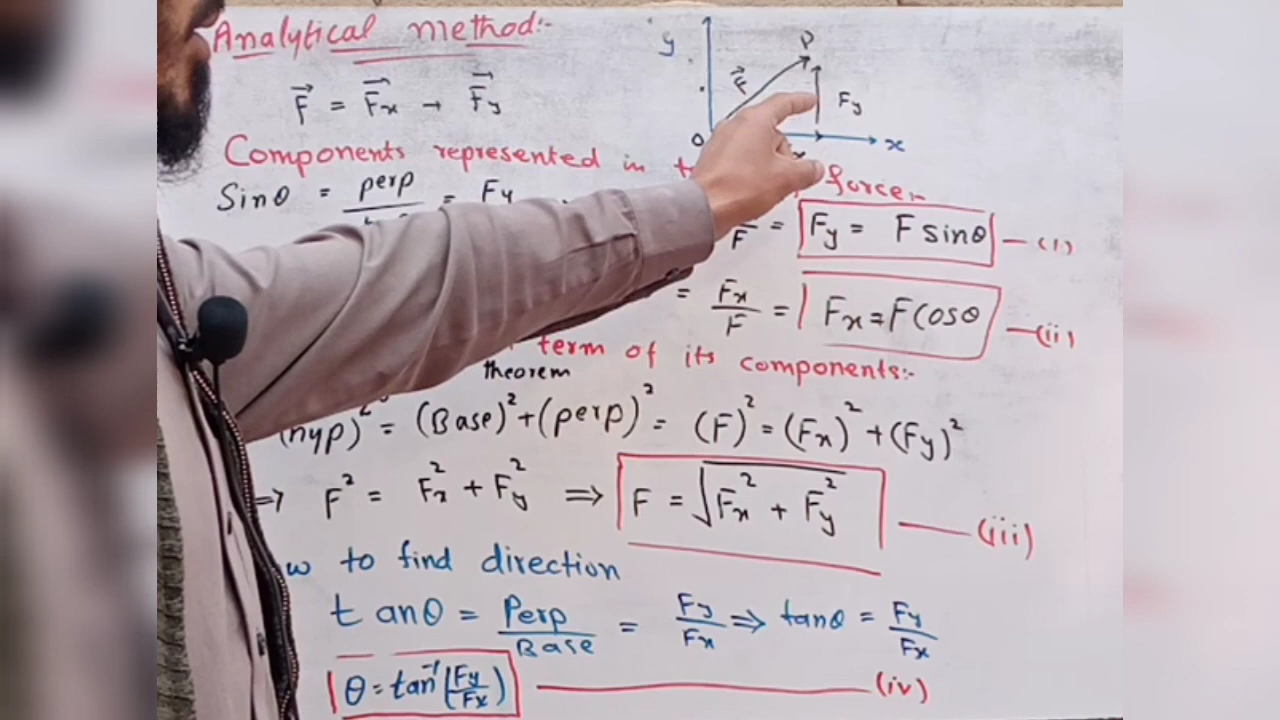 Analytical method:-
F⃗ = F⃗x → F⃗y
y
P
F⃗
Fy
O
x
Components represented in force:-
Sinθ = perp = Fy
F = Fy = F sinθ — (i)
= Fx/F = Fx = F Cosθ — (ii)
term of its components:-
theorem
(hyp)² = (Base)² + (perp)² = (F)² = (Fx)² + (Fy)²
⇒ F² = Fx² + Fy² ⇒ F = √Fx² + Fy² — (iii)
to find direction
tanθ = Perp/Base = Fy/Fx ⇒ tanθ = Fy/Fx
θ = tan⁻¹(Fy/Fx) — (iv)